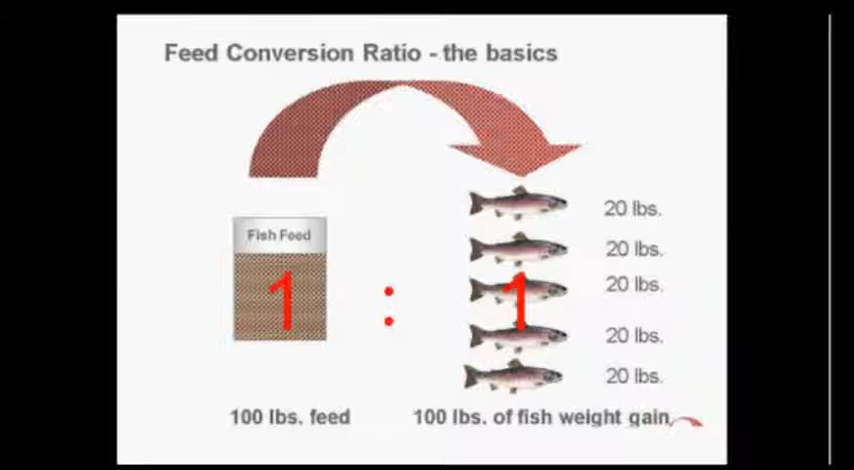 Feed Conversion Ratio - the basics
20 lbs.
Fish Feed
20 lbs.
20 lbs.
1 : 1
20 lbs.
20 lbs.
100 lbs. feed
100 lbs. of fish weight gain